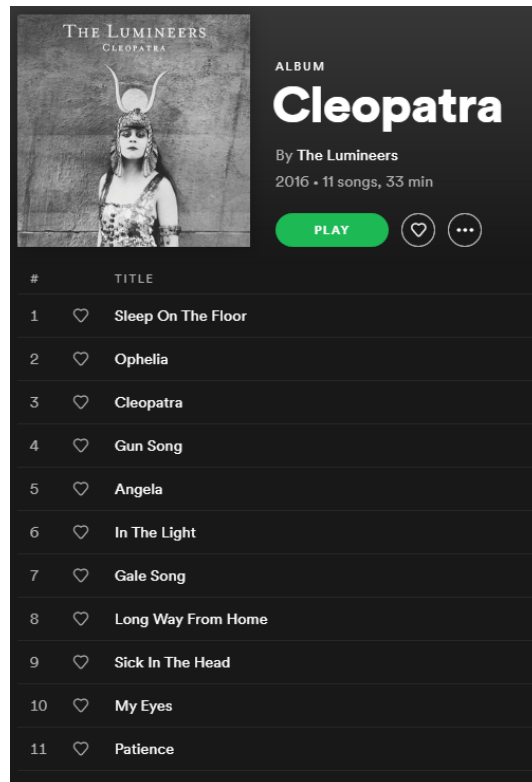 THE LUMINEERS
CLEOPATRA
ALBUM
Cleopatra
By The Lumineers
2016 • 11 songs, 33 min
PLAY
# TITLE
1 Sleep On The Floor
2 Ophelia
3 Cleopatra
4 Gun Song
5 Angela
6 In The Light
7 Gale Song
8 Long Way From Home
9 Sick In The Head
10 My Eyes
11 Patience